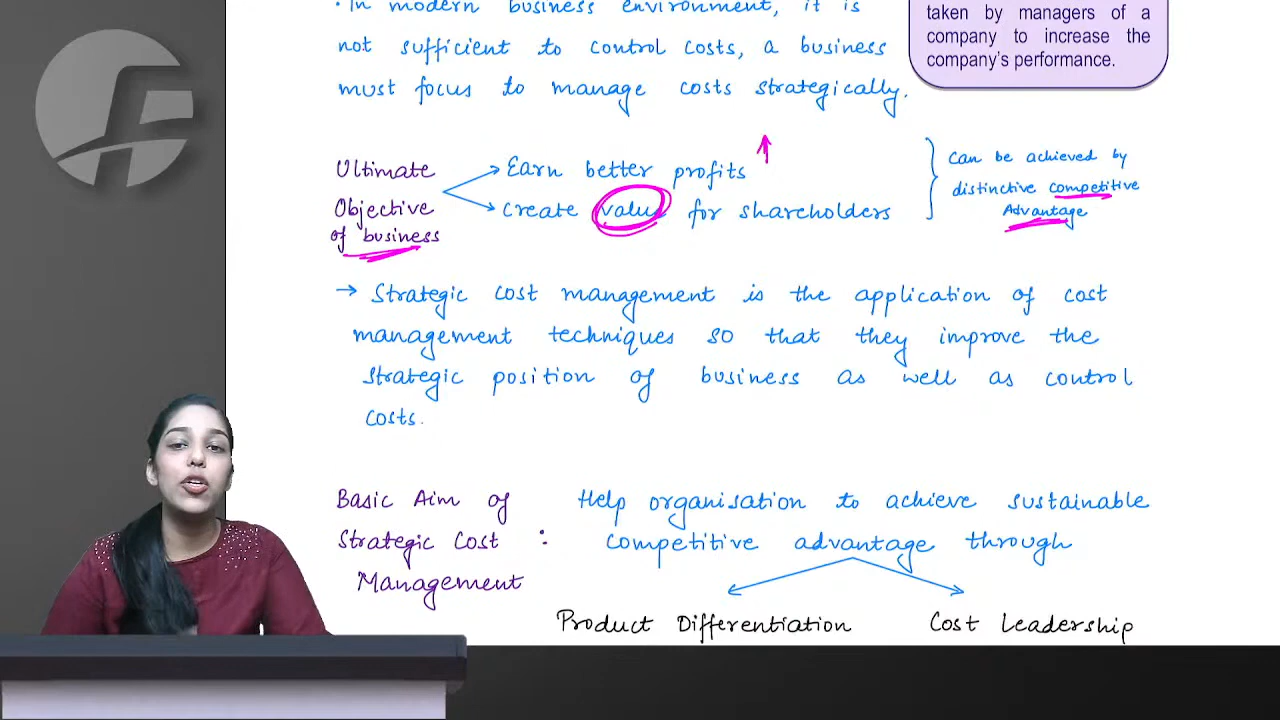 · In modern business environment, it is
not sufficient to control costs, a business
must focus to manage costs strategically.
taken by managers of a
company to increase the
company's performance.
Ultimate
Objective
of business
Earn better profits
Create value for shareholders
Can be achieved by
distinctive competitive
Advantage
→ Strategic cost management is the application of cost
management techniques so that they improve the
strategic position of business as well as control
costs.
Basic Aim of
Strategic Cost :
Management
Help organisation to achieve sustainable
competitive advantage through
Product Differentiation
Cost Leadership